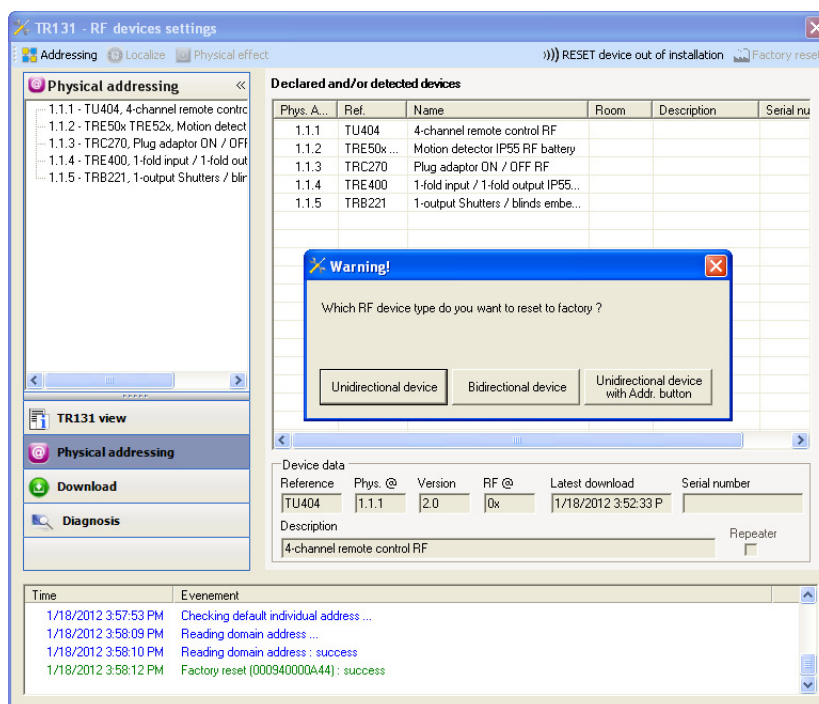 TR131 - RF devices settings
Addressing Localize Physical effect ))) RESET device out of installation Factory reset
Physical addressing «
1.1.1 - TU404, 4-channel remote contrc
1.1.2 - TRE50x TRE52x, Motion detect
1.1.3 - TRC270, Plug adaptor ON / OFF
1.1.4 - TRE400, 1-fold input / 1-fold out
1.1.5 - TRB221, 1-output Shutters / blir
TR131 view
Physical addressing
Download
Diagnosis
Declared and/or detected devices
Phys. A... Ref. Name Room Description Serial nu
1.1.1 TU404 4-channel remote control RF
1.1.2 TRE50x ... Motion detector IP55 RF battery
1.1.3 TRC270 Plug adaptor ON / OFF RF
1.1.4 TRE400 1-fold input / 1-fold output IP55...
1.1.5 TRB221 1-output Shutters / blinds embe...
Warning!
Which RF device type do you want to reset to factory ?
Unidirectional device
Bidirectional device
Unidirectional device
with Addr. button
Device data
Reference Phys. @ Version RF @ Latest download Serial number
TU404 1.1.1 2.0 0x 1/18/2012 3:52:33 P
Description
Repeater
4-channel remote control RF
Time Evenement
1/18/2012 3:57:53 PM Checking default individual address ...
1/18/2012 3:58:09 PM Reading domain address ...
1/18/2012 3:58:10 PM Reading domain address : success
1/18/2012 3:58:12 PM Factory reset (000940000A44) : success